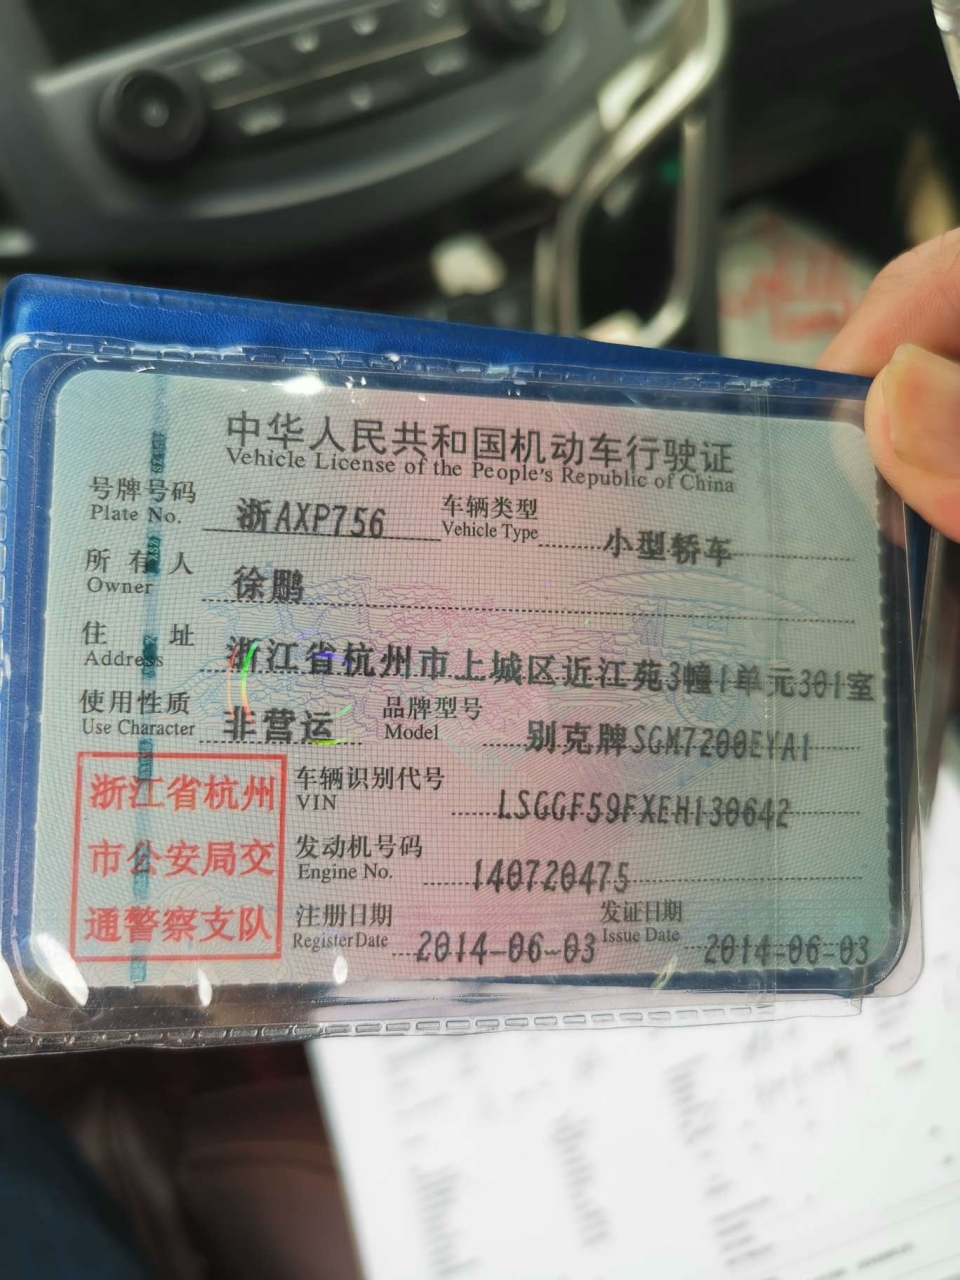 中华人民共和国机动车行驶证
Vehicle License of the People's Republic of China
号牌号码 浙AXP756 车辆类型 小型轿车
Plate No. Vehicle Type
所有人 徐鹏
Owner
住址 浙江省杭州市上城区近江苑3幢1单元301室
Address
使用性质 非营运 品牌型号 别克牌SGM7200EYA1
Use Character Model
浙江省杭州
市公安局交
通警察支队
车辆识别代号 LSGGF59FXEH130642
VIN
发动机号码 140720475
Engine No.
注册日期 2014-06-03 发证日期 2014-06-03
Register Date Issue Date